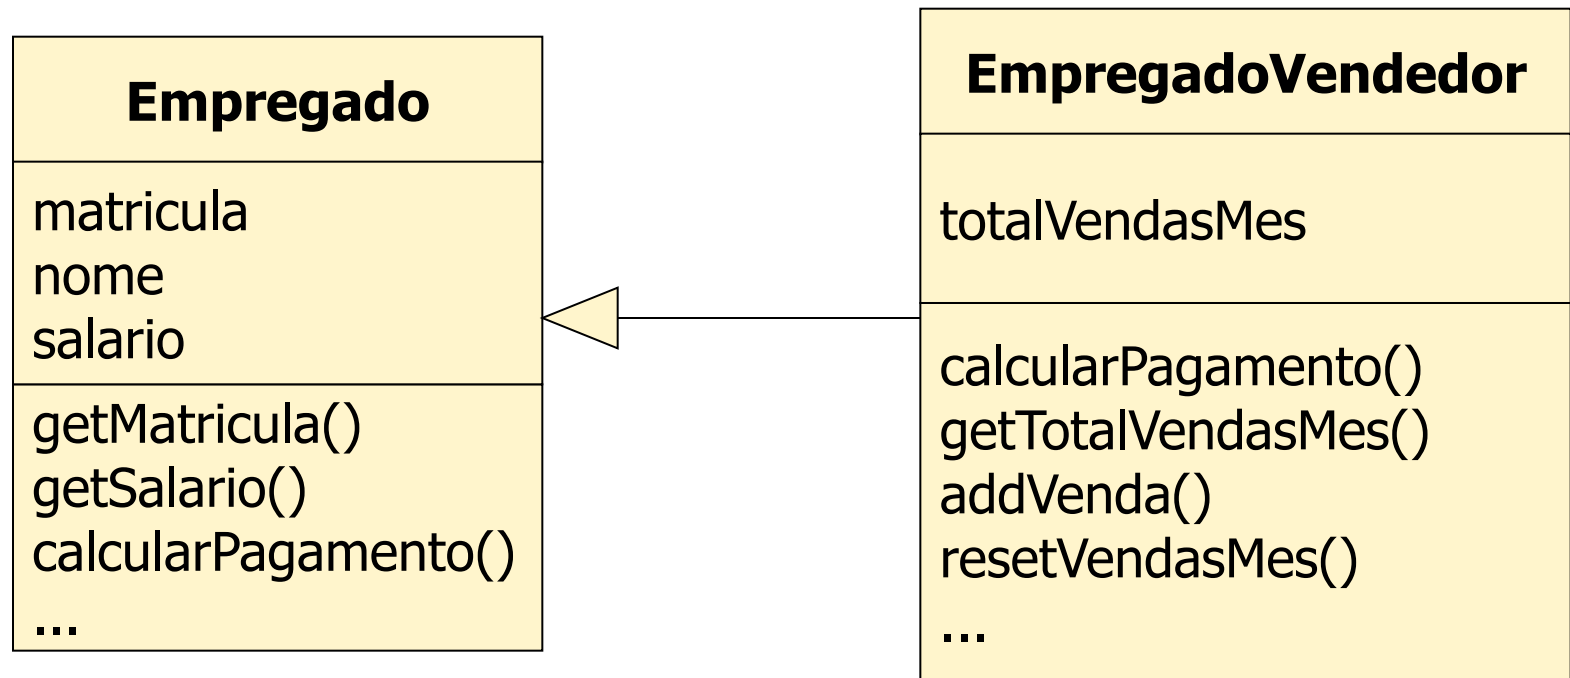 Empregado
matricula
nome
salario
getMatricula()
getSalario()
calcularPagamento()
...
EmpregadoVendedor
totalVendasMes
calcularPagamento()
getTotalVendasMes()
addVenda()
resetVendasMes()
...